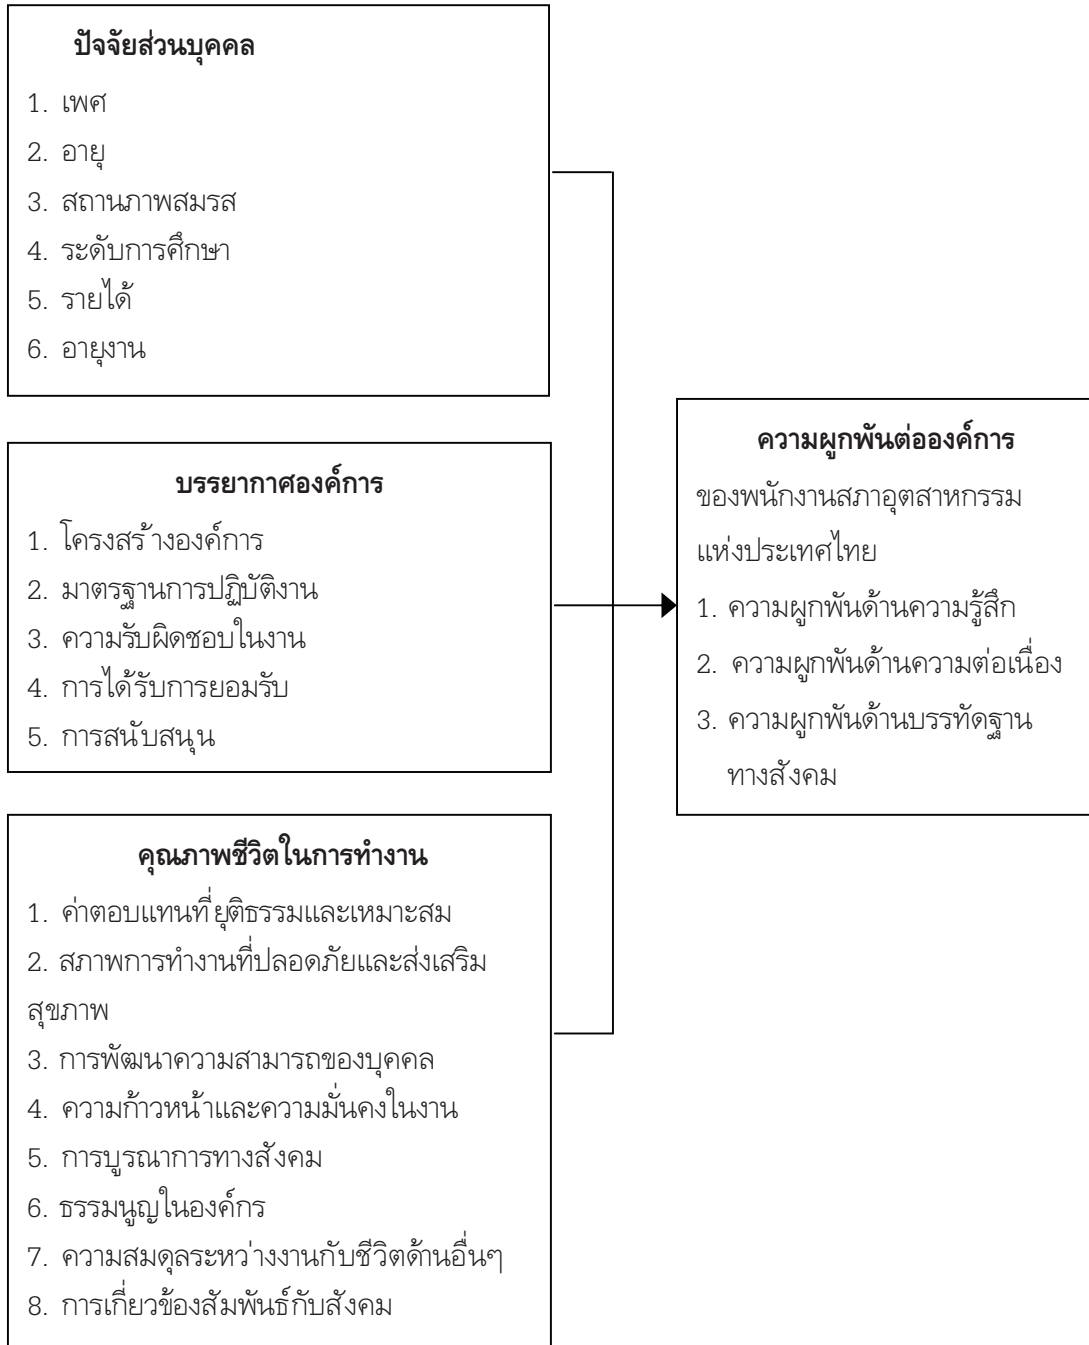 ปัจจัยส่วนบุคคล
1. เพศ
2. อายุ
3. สถานภาพสมรส
4. ระดับการศึกษา
5. รายได้
6. อายุงาน
บรรยากาศองค์การ
1. โครงสร้างองค์การ
2. มาตรฐานการปฏิบัติงาน
3. ความรับผิดชอบในงาน
4. การได้รับการยอมรับ
5. การสนับสนุน
คุณภาพชีวิตในการทำงาน
1. ค่าตอบแทนที่ยุติธรรมและเหมาะสม
2. สภาพการทำงานที่ปลอดภัยและส่งเสริม
สุขภาพ
3. การพัฒนาความสามารถของบุคคล
4. ความก้าวหน้าและความมั่นคงในงาน
5. การบูรณาการทางสังคม
6. ธรรมนูญในองค์กร
7. ความสมดุลระหว่างงานกับชีวิตด้านอื่นๆ
8. การเกี่ยวข้องสัมพันธ์กับสังคม
ความผูกพันต่อองค์การ
ของพนักงานสภาอุตสาหกรรม
แห่งประเทศไทย
1. ความผูกพันด้านความรู้สึก
2. ความผูกพันด้านความต่อเนื่อง
3. ความผูกพันด้านบรรทัดฐาน
ทางสังคม